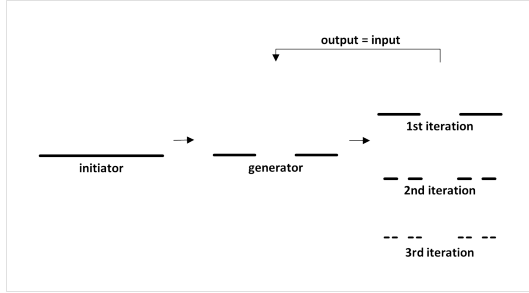 output = input
initiator
generator
1st iteration
2nd iteration
3rd iteration